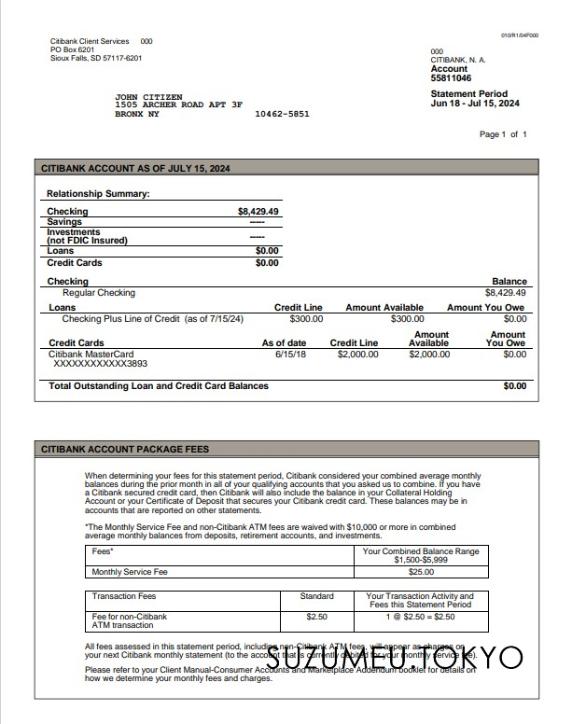 010/R1/04F000
Citibank Client Services 000
PO Box 6201
Sioux Falls, SD 57117-6201
000
CITIBANK, N. A.
Account
55811046
Statement Period
Jun 18 - Jul 15, 2024
JOHN CITIZEN
1505 ARCHER ROAD APT 3F
BRONX NY 10462-5851
Page 1 of 1
CITIBANK ACCOUNT AS OF JULY 15, 2024
Relationship Summary:
Checking $8,429.49
Savings -----
Investments
(not FDIC Insured) -----
Loans $0.00
Credit Cards $0.00
Checking Balance
Regular Checking $8,429.49
Loans Credit Line Amount Available Amount You Owe
Checking Plus Line of Credit (as of 7/15/24) $300.00 $300.00 $0.00
Credit Cards As of date Credit Line Amount Available Amount You Owe
Citibank MasterCard 6/15/18 $2,000.00 $2,000.00 $0.00
XXXXXXXXXXXX3893
Total Outstanding Loan and Credit Card Balances $0.00
CITIBANK ACCOUNT PACKAGE FEES
When determining your fees for this statement period, Citibank considered your combined average monthly
balances during the prior month in all of your qualifying accounts that you asked us to combine. If you have
a Citibank secured credit card, then Citibank will also include the balance in your Collateral Holding
Account or your Certificate of Deposit that secures your Citibank credit card. These balances may be in
accounts that are reported on other statements.
*The Monthly Service Fee and non-Citibank ATM fees are waived with $10,000 or more in combined
average monthly balances from deposits, retirement accounts, and investments.
Fees* Your Combined Balance Range
$1,500-$5,999
Monthly Service Fee $25.00
Transaction Fees Standard Your Transaction Activity and
Fees this Statement Period
Fee for non-Citibank $2.50 1 @ $2.50 = $2.50
ATM transaction
All fees assessed in this statement period, including non-Citibank ATM fees, will appear as charges on
your next Citibank monthly statement (to the account that is currently debited for your monthly service fee).
SUZUMEU.TOKYO
Please refer to your Client Manual-Consumer Accounts and Marketplace Addendum booklet for details on
how we determine your monthly fees and charges.